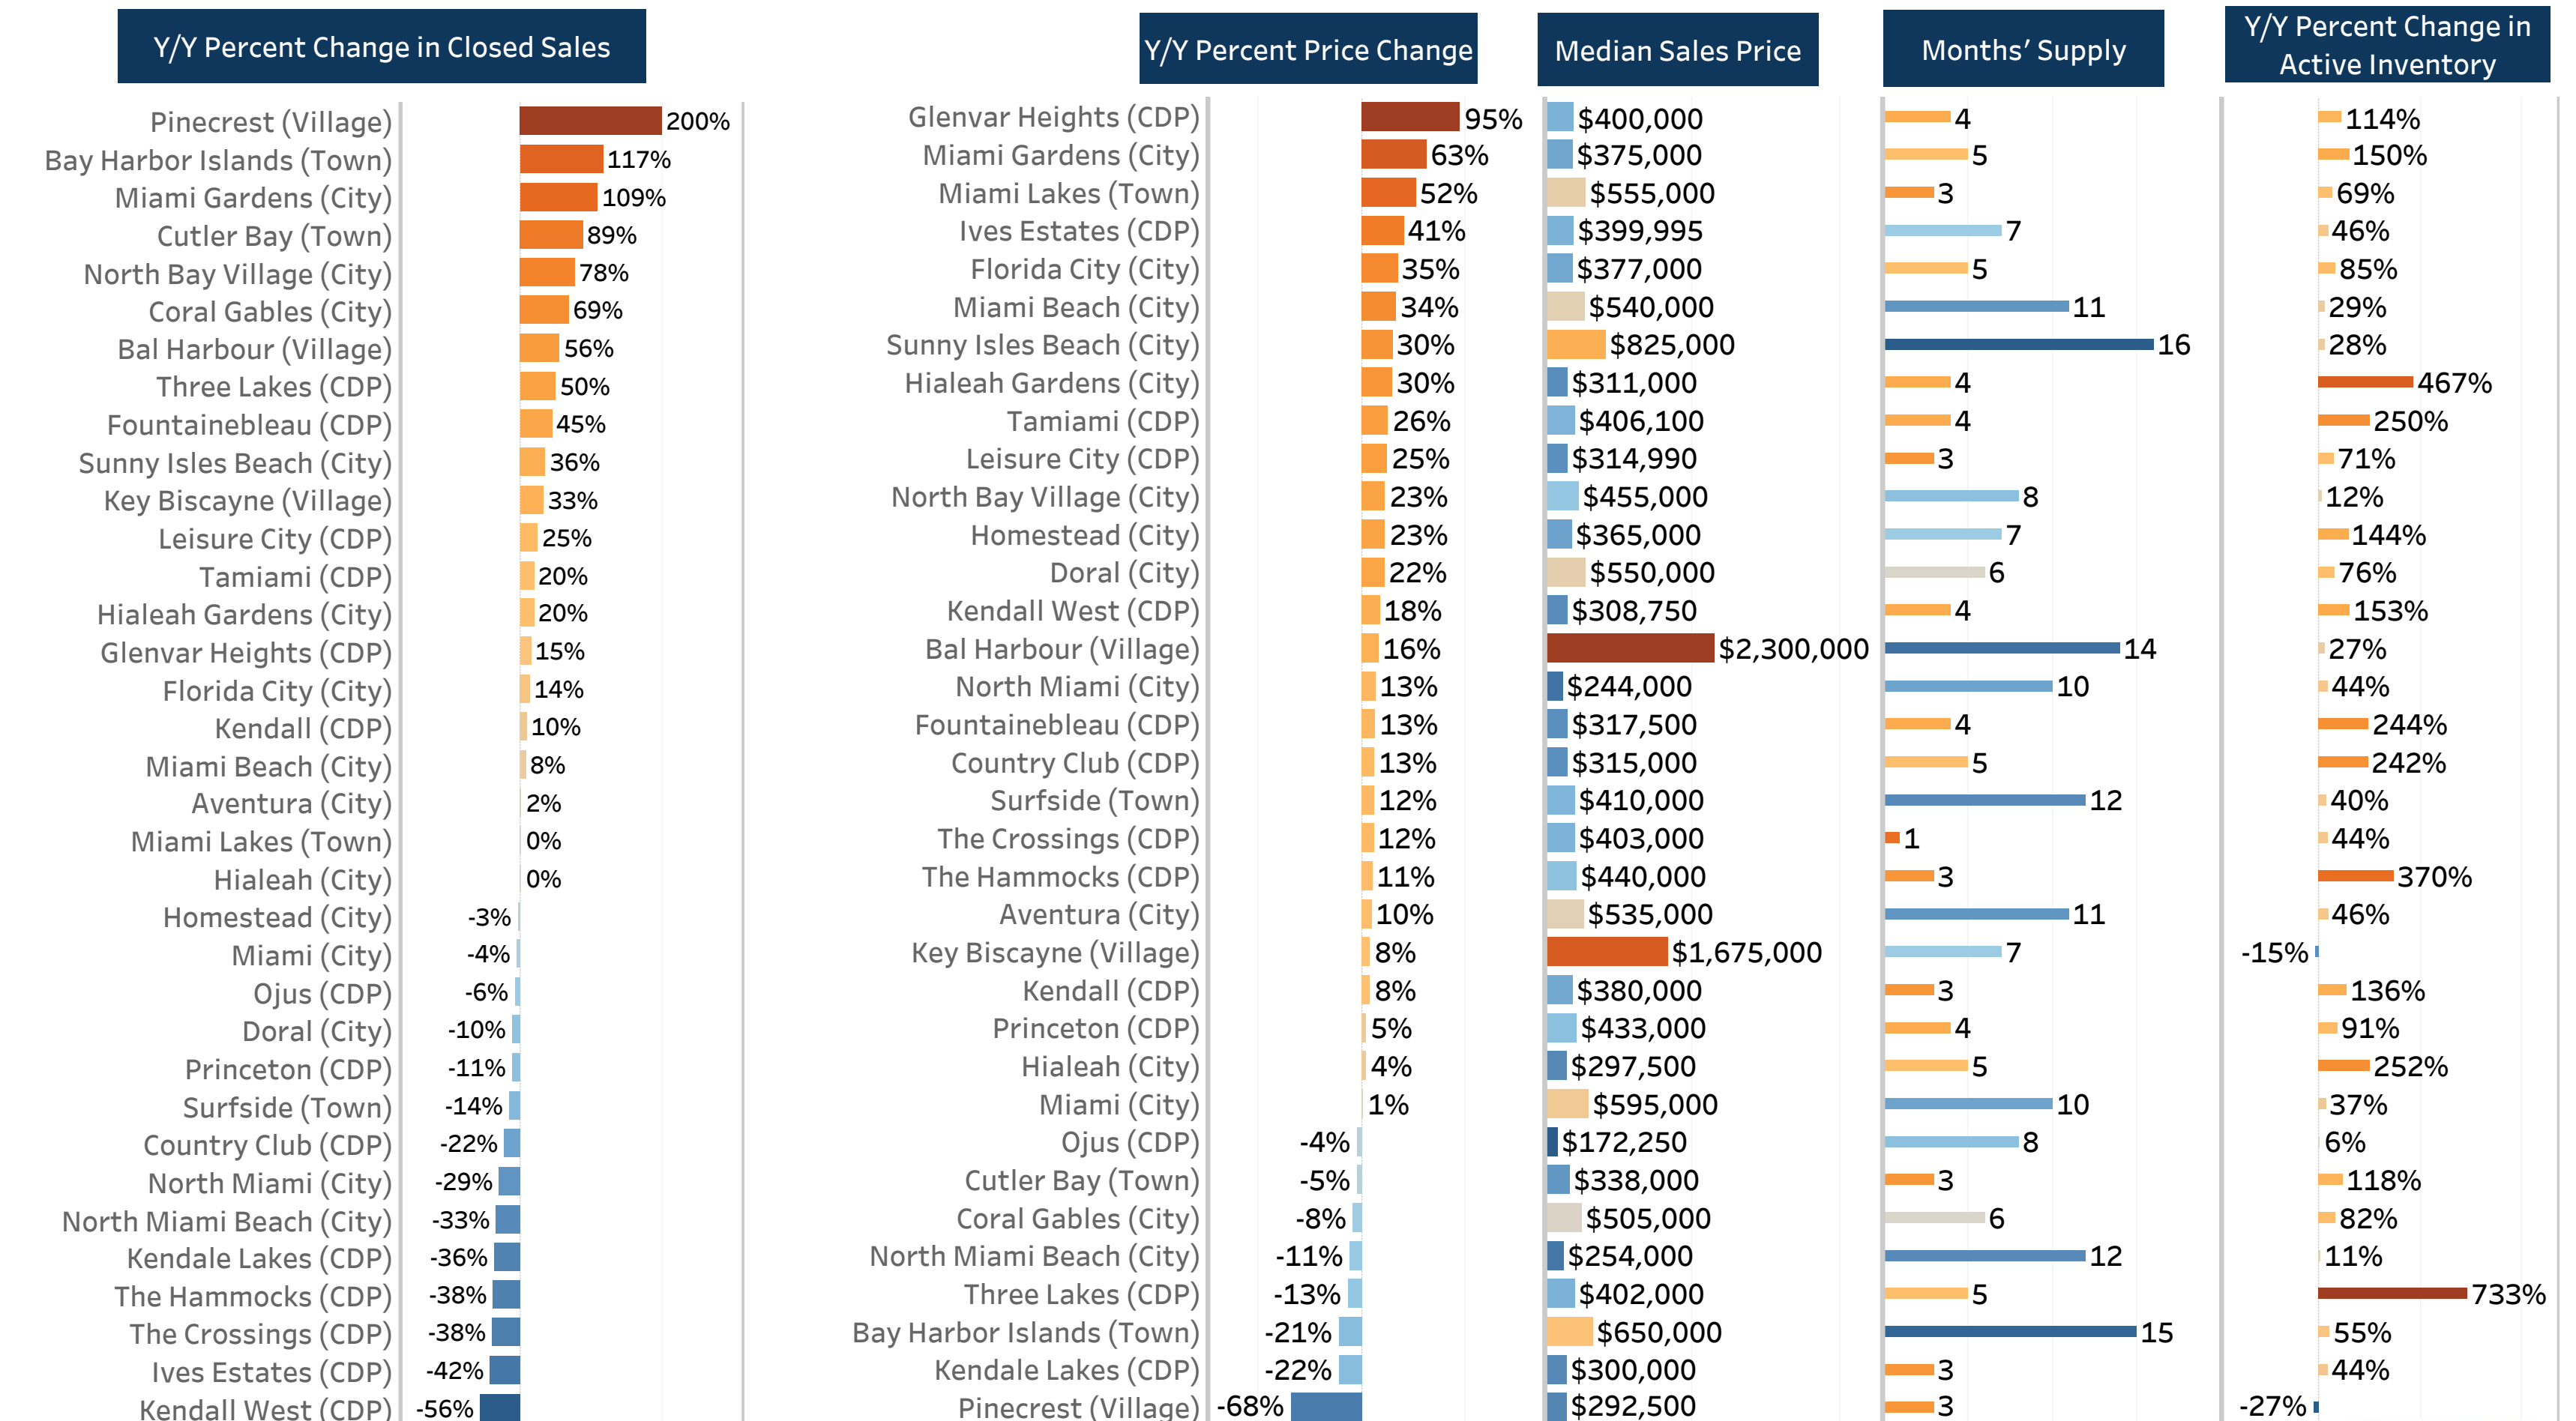 Y/Y Percent Change in Closed Sales
Pinecrest (Village) 200%
Bay Harbor Islands (Town) 117%
Miami Gardens (City) 109%
Cutler Bay (Town) 89%
North Bay Village (City) 78%
Coral Gables (City) 69%
Bal Harbour (Village) 56%
Three Lakes (CDP) 50%
Fountainebleau (CDP) 45%
Sunny Isles Beach (City) 36%
Key Biscayne (Village) 33%
Leisure City (CDP) 25%
Tamiami (CDP) 20%
Hialeah Gardens (City) 20%
Glenvar Heights (CDP) 15%
Florida City (City) 14%
Kendall (CDP) 10%
Miami Beach (City) 8%
Aventura (City) 2%
Miami Lakes (Town) 0%
Hialeah (City) 0%
Homestead (City) -3%
Miami (City) -4%
Ojus (CDP) -6%
Doral (City) -10%
Princeton (CDP) -11%
Surfside (Town) -14%
Country Club (CDP) -22%
North Miami (City) -29%
North Miami Beach (City) -33%
Kendale Lakes (CDP) -36%
The Hammocks (CDP) -38%
The Crossings (CDP) -38%
Ives Estates (CDP) -42%
Kendall West (CDP) -56%
Y/Y Percent Price Change Median Sales Price Months’ Supply Y/Y Percent Change in
Active Inventory
Glenvar Heights (CDP) 95% $400,000 4 114%
Miami Gardens (City) 63% $375,000 5 150%
Miami Lakes (Town) 52% $555,000 3 69%
Ives Estates (CDP) 41% $399,995 7 46%
Florida City (City) 35% $377,000 5 85%
Miami Beach (City) 34% $540,000 11 29%
Sunny Isles Beach (City) 30% $825,000 16 28%
Hialeah Gardens (City) 30% $311,000 4 467%
Tamiami (CDP) 26% $406,100 4 250%
Leisure City (CDP) 25% $314,990 3 71%
North Bay Village (City) 23% $455,000 8 12%
Homestead (City) 23% $365,000 7 144%
Doral (City) 22% $550,000 6 76%
Kendall West (CDP) 18% $308,750 4 153%
Bal Harbour (Village) 16% $2,300,000 14 27%
North Miami (City) 13% $244,000 10 44%
Fountainebleau (CDP) 13% $317,500 4 244%
Country Club (CDP) 13% $315,000 5 242%
Surfside (Town) 12% $410,000 12 40%
The Crossings (CDP) 12% $403,000 1 44%
The Hammocks (CDP) 11% $440,000 3 370%
Aventura (City) 10% $535,000 11 46%
Key Biscayne (Village) 8% $1,675,000 7 -15%
Kendall (CDP) 8% $380,000 3 136%
Princeton (CDP) 5% $433,000 4 91%
Hialeah (City) 4% $297,500 5 252%
Miami (City) 1% $595,000 10 37%
Ojus (CDP) -4% $172,250 8 6%
Cutler Bay (Town) -5% $338,000 3 118%
Coral Gables (City) -8% $505,000 6 82%
North Miami Beach (City) -11% $254,000 12 11%
Three Lakes (CDP) -13% $402,000 5 733%
Bay Harbor Islands (Town) -21% $650,000 15 55%
Kendale Lakes (CDP) -22% $300,000 3 44%
Pinecrest (Village) -68% $292,500 3 -27%